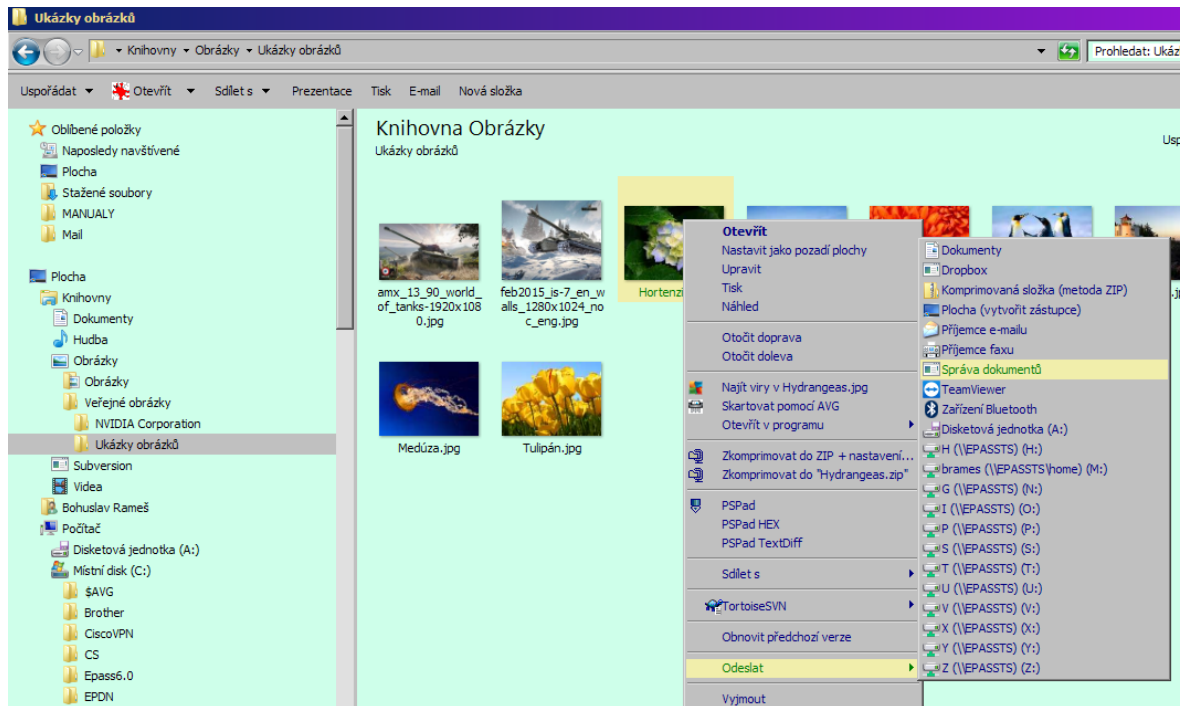 Ukázky obrázků
Knihovny Obrázky Ukázky obrázků
Prohledat: Ukáz
Uspořádat Otevřít Sdílet s Prezentace Tisk E-mail Nová složka
Oblíbené položky
Naposledy navštívené
Plocha
Stažené soubory
MANUALY
Mail
Plocha
Knihovny
Dokumenty
Hudba
Obrázky
Obrázky
Veřejné obrázky
NVIDIA Corporation
Ukázky obrázků
Subversion
Videa
Bohuslav Rameš
Počítač
Disketová jednotka (A:)
Místní disk (C:)
$AVG
Brother
CiscoVPN
CS
Epass6.0
EPDN
Knihovna Obrázky
Ukázky obrázků
Usp
amx_13_90_world_
of_tanks-1920x108
0.jpg
feb2015_is-7_en_w
alls_1280x1024_no
c_eng.jpg
Hortenzi
Medúza.jpg
Tulipán.jpg
Otevřít
Nastavit jako pozadí plochy
Upravit
Tisk
Náhled
Otočit doprava
Otočit doleva
Najít viry v Hydrangeas.jpg
Skartovat pomocí AVG
Otevřít v programu
Zkomprimovat do ZIP + nastavení...
Zkomprimovat do "Hydrangeas.zip"
PSPad
PSPad HEX
PSPad TextDiff
Sdílet s
TortoiseSVN
Obnovit předchozí verze
Odeslat
Vyjmout
Dokumenty
Dropbox
Komprimovaná složka (metoda ZIP)
Plocha (vytvořit zástupce)
Příjemce e-mailu
Příjemce faxu
Správa dokumentů
TeamViewer
Zařízení Bluetooth
Disketová jednotka (A:)
H (\\EPASSTS) (H:)
brames (\\EPASSTS\home) (M:)
G (\\EPASSTS) (N:)
I (\\EPASSTS) (O:)
P (\\EPASSTS) (P:)
S (\\EPASSTS) (S:)
T (\\EPASSTS) (T:)
U (\\EPASSTS) (U:)
V (\\EPASSTS) (V:)
X (\\EPASSTS) (X:)
Y (\\EPASSTS) (Y:)
Z (\\EPASSTS) (Z:)